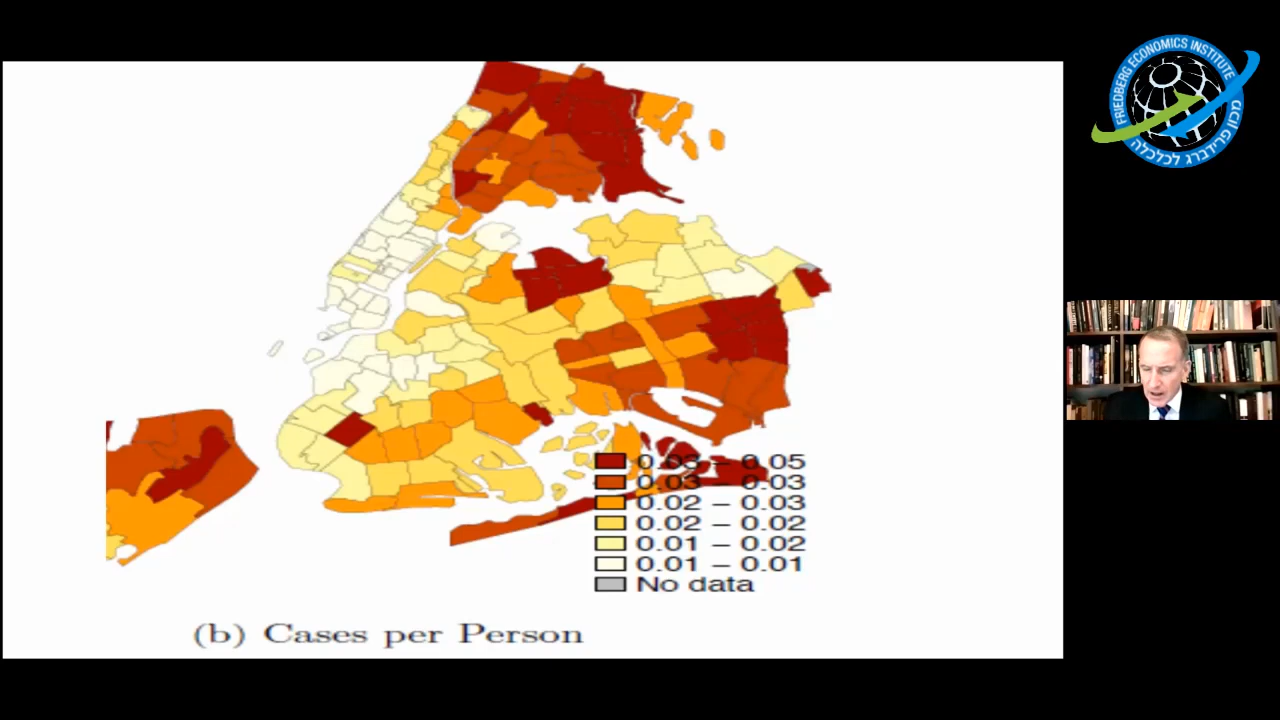 FRIEDBERG ECONOMICS INSTITUTE
מכון פרידברג לכלכלה
0.03 – 0.05
0.03 – 0.03
0.02 – 0.03
0.02 – 0.02
0.01 – 0.02
0.01 – 0.01
No data
(b) Cases per Person